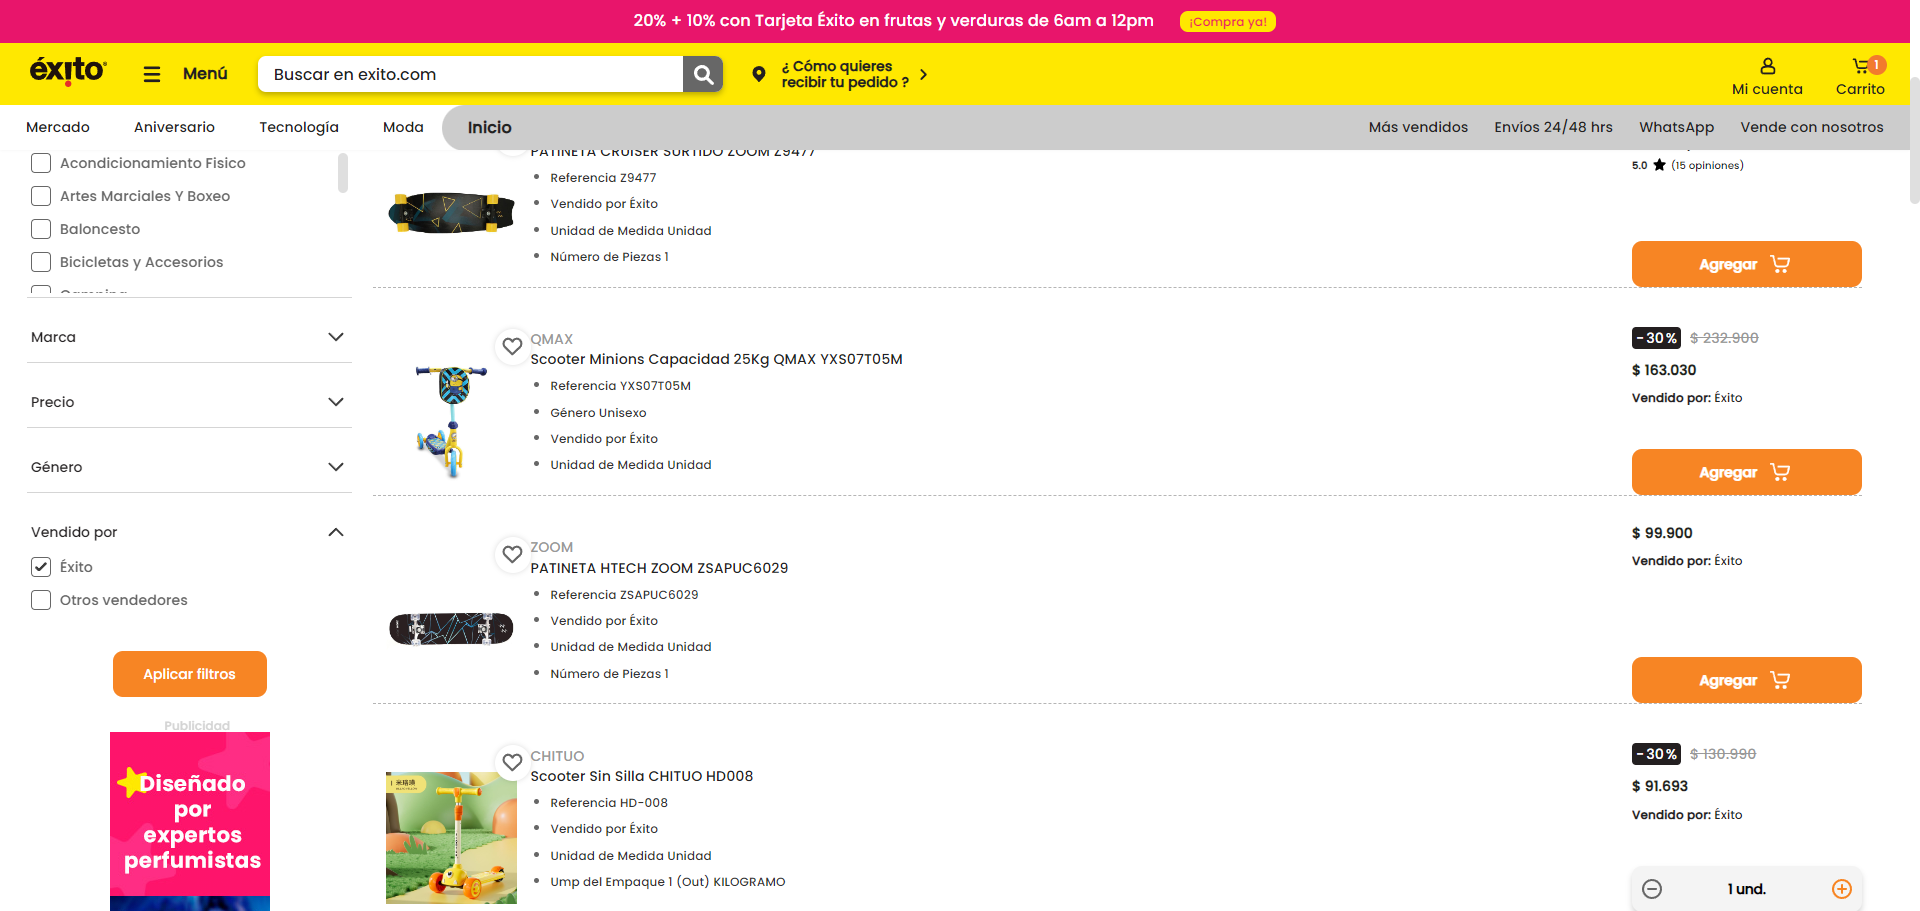 20% + 10% con Tarjeta Éxito en frutas y verduras de 6am a 12pm
¡Compra ya!
éxito
Menú
Buscar en exito.com
¿ Cómo quieres
recibir tu pedido ?
Mi cuenta
1
Carrito
Mercado
Aniversario
Tecnología
Moda
Inicio
Más vendidos
Envíos 24/48 hrs
WhatsApp
Vende con nosotros
Acondicionamiento Fisico
Artes Marciales Y Boxeo
Baloncesto
Bicicletas y Accesorios
Marca
Precio
Género
Vendido por
Éxito
Otros vendedores
Aplicar filtros
Publicidad
Diseñado
por
expertos
perfumistas
PATINETA CRUISER SURTIDO ZOOM Z9477
Referencia Z9477
Vendido por Éxito
Unidad de Medida Unidad
Número de Piezas 1
5.0 (15 opiniones)
Agregar
QMAX
Scooter Minions Capacidad 25Kg QMAX YXS07T05M
Referencia YXS07T05M
Género Unisexo
Vendido por Éxito
Unidad de Medida Unidad
-30% $ 232.900
$ 163.030
Vendido por: Éxito
Agregar
ZOOM
PATINETA HTECH ZOOM ZSAPUC6029
Referencia ZSAPUC6029
Vendido por Éxito
Unidad de Medida Unidad
Número de Piezas 1
$ 99.900
Vendido por: Éxito
Agregar
CHITUO
Scooter Sin Silla CHITUO HD008
Referencia HD-008
Vendido por Éxito
Unidad de Medida Unidad
Ump del Empaque 1 (Out) KILOGRAMO
-30% $ 130.990
$ 91.693
Vendido por: Éxito
1 und.